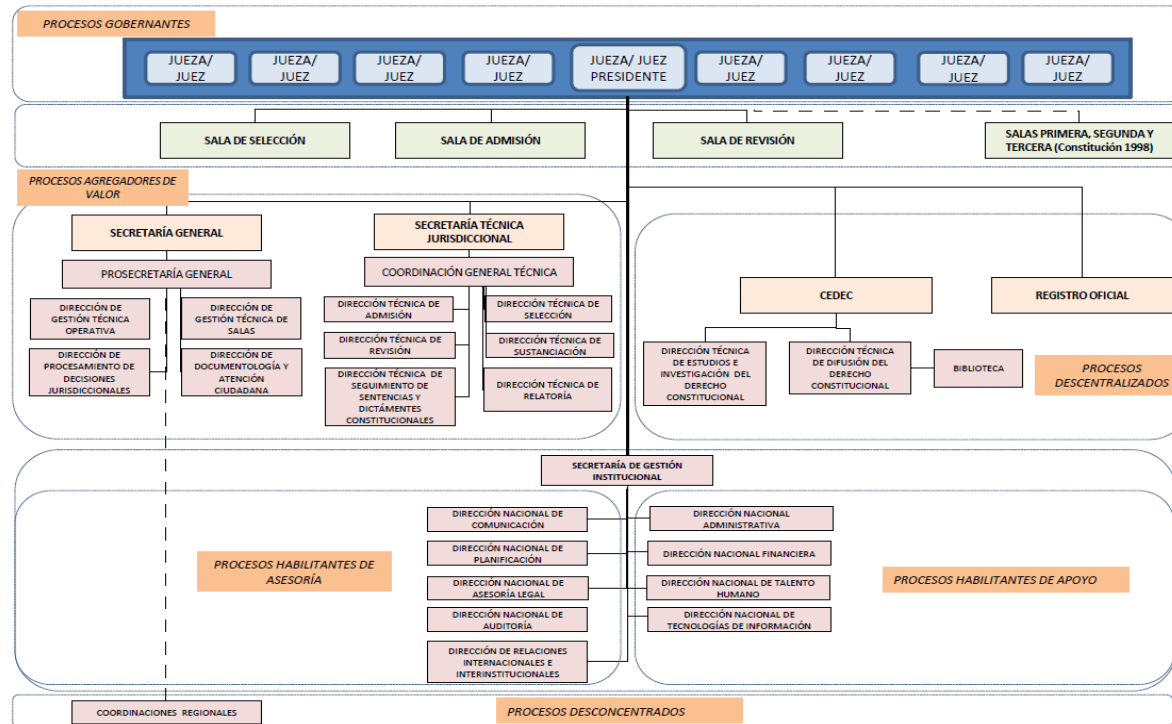 PROCESOS GOBERNANTES
JUEZA/
JUEZ
JUEZA/
JUEZ
JUEZA/
JUEZ
JUEZA/
JUEZ
JUEZA/ JUEZ
PRESIDENTE
JUEZA/
JUEZ
JUEZA/
JUEZ
JUEZA/
JUEZ
JUEZA/
JUEZ
SALA DE SELECCIÓN
SALA DE ADMISIÓN
SALA DE REVISIÓN
SALAS PRIMERA, SEGUNDA Y
TERCERA (Constitución 1998)
PROCESOS AGREGADORES DE
VALOR
SECRETARÍA GENERAL
PROSECRETARÍA GENERAL
DIRECCIÓN DE
GESTIÓN TÉCNICA
OPERATIVA
DIRECCIÓN DE
GESTIÓN TÉCNICA DE
SALAS
DIRECCIÓN DE
PROCESAMIENTO DE
DECISIONES
JURISDICCIONALES
DIRECCIÓN DE
DOCUMENTOLOGÍA Y
ATENCIÓN
CIUDADANA
SECRETARÍA TÉCNICA
JURISDICCIONAL
COORDINACIÓN GENERAL TÉCNICA
DIRECCIÓN TÉCNICA DE
ADMISIÓN
DIRECCIÓN TÉCNICA DE
SELECCIÓN
DIRECCIÓN TÉCNICA DE
REVISIÓN
DIRECCIÓN TÉCNICA DE
SUSTANCIACIÓN
DIRECCIÓN TÉCNICA DE
SEGUIMIENTO DE
SENTENCIAS Y
DICTÁMENTES
CONSTITUCIONALES
DIRECCIÓN TÉCNICA DE
RELATORÍA
CEDEC
REGISTRO OFICIAL
DIRECCIÓN TÉCNICA
DE ESTUDIOS E
INVESTIGACIÓN DEL
DERECHO
CONSTITUCIONAL
DIRECCIÓN TÉCNICA
DE DIFUSIÓN DEL
DERECHO
CONSTITUCIONAL
BIBLIOTECA
PROCESOS
DESCENTRALIZADOS
SECRETARÍA DE GESTIÓN
INSTITUCIONAL
PROCESOS HABILITANTES DE
ASESORÍA
DIRECCIÓN NACIONAL DE
COMUNICACIÓN
DIRECCIÓN NACIONAL DE
PLANIFICACIÓN
DIRECCIÓN NACIONAL DE
ASESORÍA LEGAL
DIRECCIÓN NACIONAL DE
AUDITORÍA
DIRECCIÓN DE RELACIONES
INTERNACIONALES E
INTERINSTITUCIONALES
DIRECCIÓN NACIONAL
ADMINISTRATIVA
DIRECCIÓN NACIONAL FINANCIERA
DIRECCIÓN NACIONAL DE TALENTO
HUMANO
DIRECCIÓN NACIONAL DE
TECNOLOGÍAS DE INFORMACIÓN
PROCESOS HABILITANTES DE APOYO
COORDINACIONES REGIONALES
PROCESOS DESCONCENTRADOS